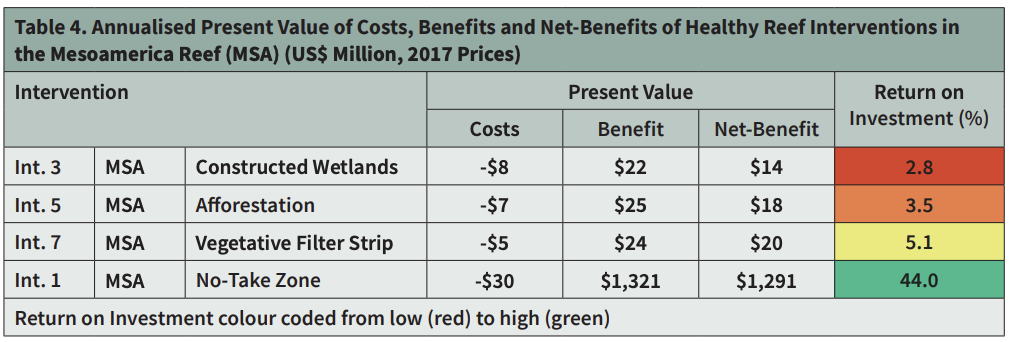 Table 4. Annualised Present Value of Costs, Benefits and Net-Benefits of Healthy Reef Interventions in
the Mesoamerica Reef (MSA) (US$ Million, 2017 Prices)
Intervention Present Value Return on
Investment (%)
Costs Benefit Net-Benefit
Int. 3 MSA Constructed Wetlands -$8 $22 $14 2.8
Int. 5 MSA Afforestation -$7 $25 $18 3.5
Int. 7 MSA Vegetative Filter Strip -$5 $24 $20 5.1
Int. 1 MSA No-Take Zone -$30 $1,321 $1,291 44.0
Return on Investment colour coded from low (red) to high (green)